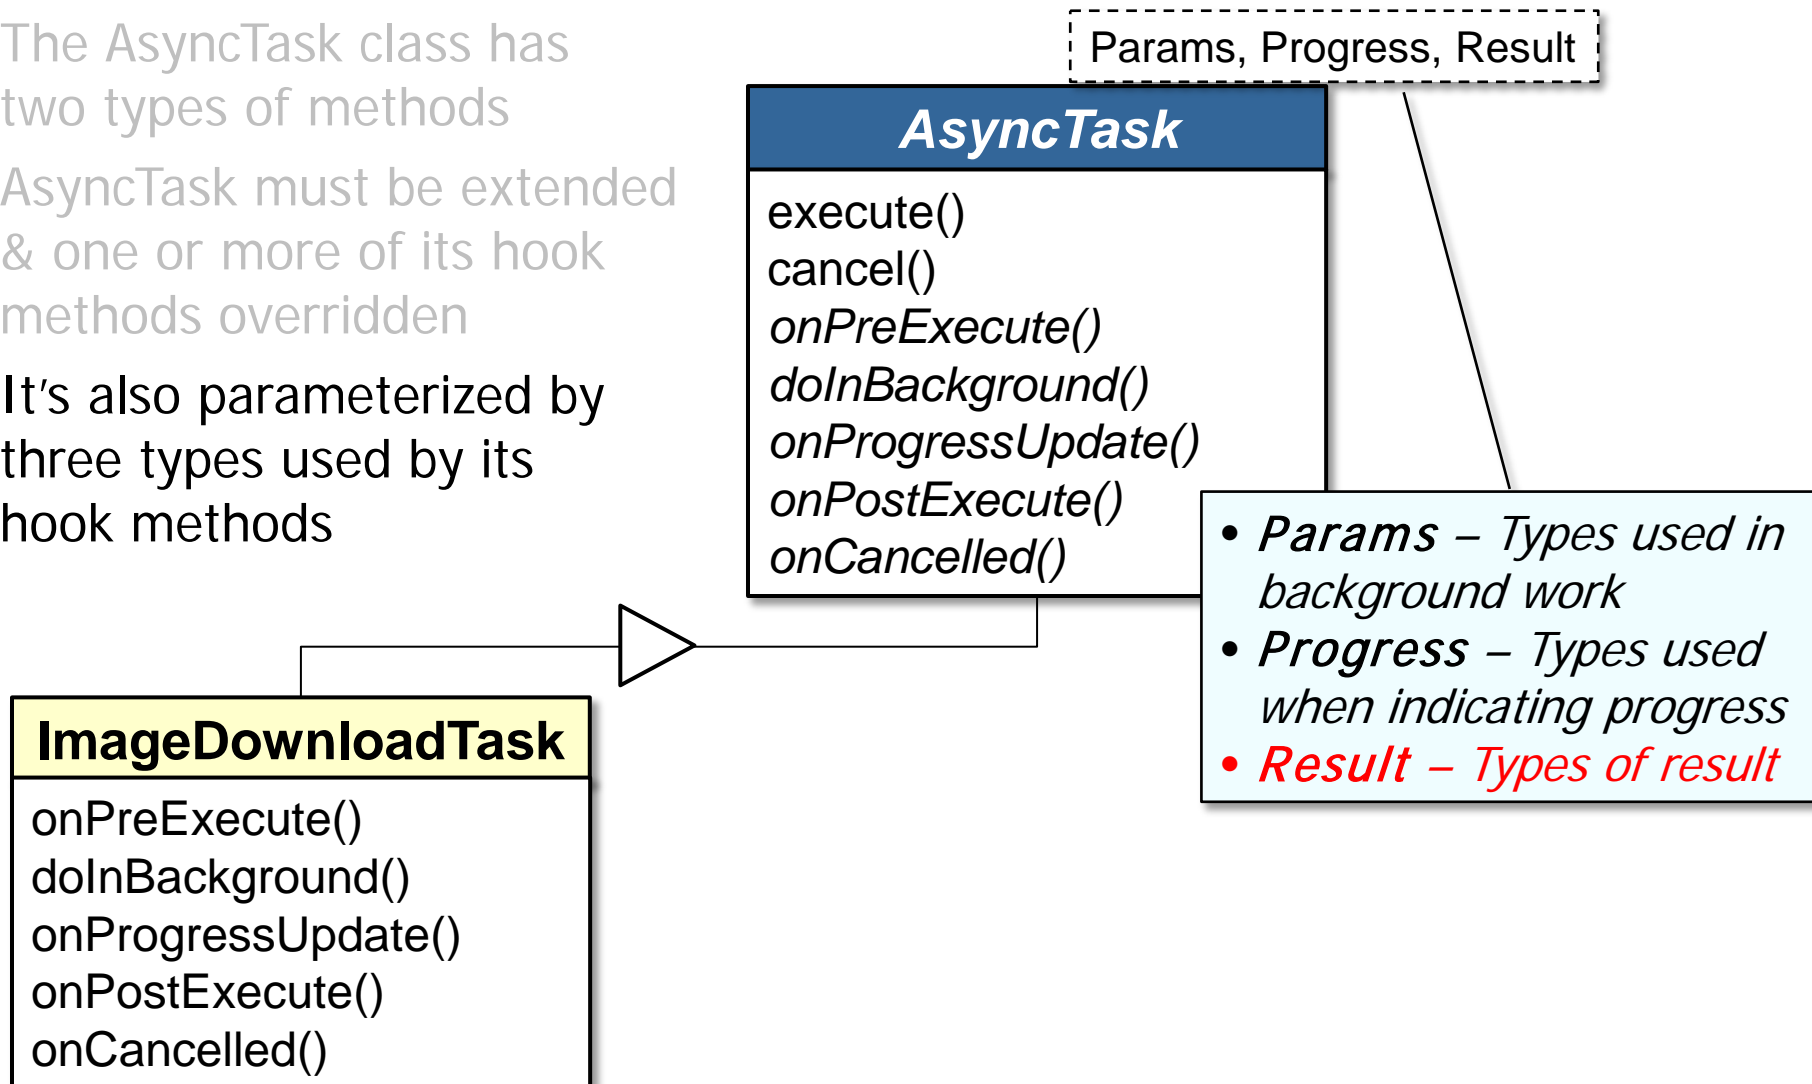 The AsyncTask class has
two types of methods
AsyncTask must be extended
& one or more of its hook
methods overridden
It's also parameterized by
three types used by its
hook methods
Params, Progress, Result
AsyncTask
execute()
cancel()
onPreExecute()
doInBackground()
onProgressUpdate()
onPostExecute()
onCancelled()
• Params – Types used in
background work
• Progress – Types used
when indicating progress
• Result – Types of result
ImageDownloadTask
onPreExecute()
doInBackground()
onProgressUpdate()
onPostExecute()
onCancelled()